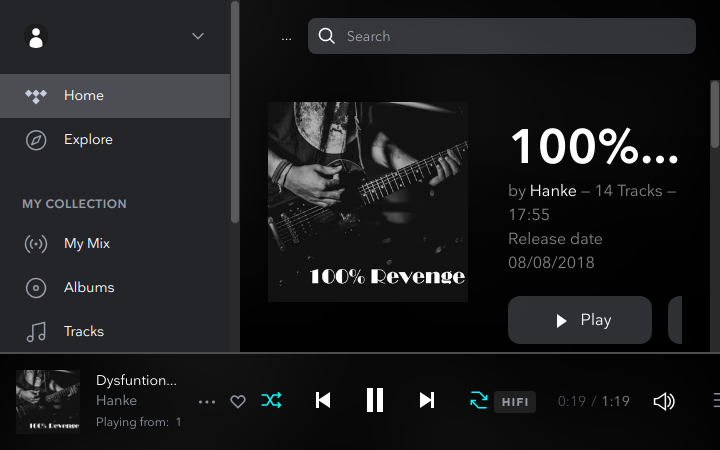 Home
Explore
MY COLLECTION
My Mix
Albums
Tracks
...
Search
100% Revenge
100%...
by Hanke – 14 Tracks –
17:55
Release date
08/08/2018
Play
100% Revenge
Dysfuntion...
Hanke
Playing from: 1
HIFI
0:19 / 1:19